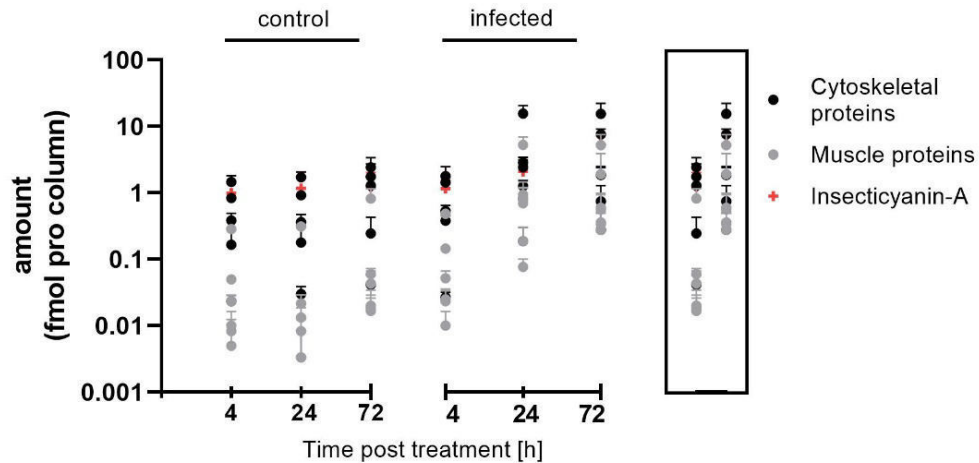 control
infected
100
10
1
0.1
0.01
0.001
amount
(fmol pro column)
4 24 72 4 24 72
Time post treatment [h]
Cytoskeletal
proteins
Muscle proteins
Insecticyanin-A